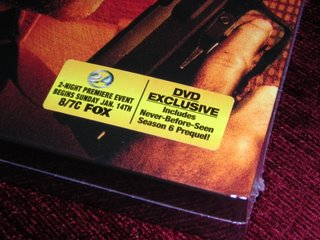 24
2-NIGHT PREMIERE EVENT
BEGINS SUNDAY JAN. 14TH
8/7C FOX
DVD
EXCLUSIVE
Includes
Never-Before-Seen
Season 6 Prequel!